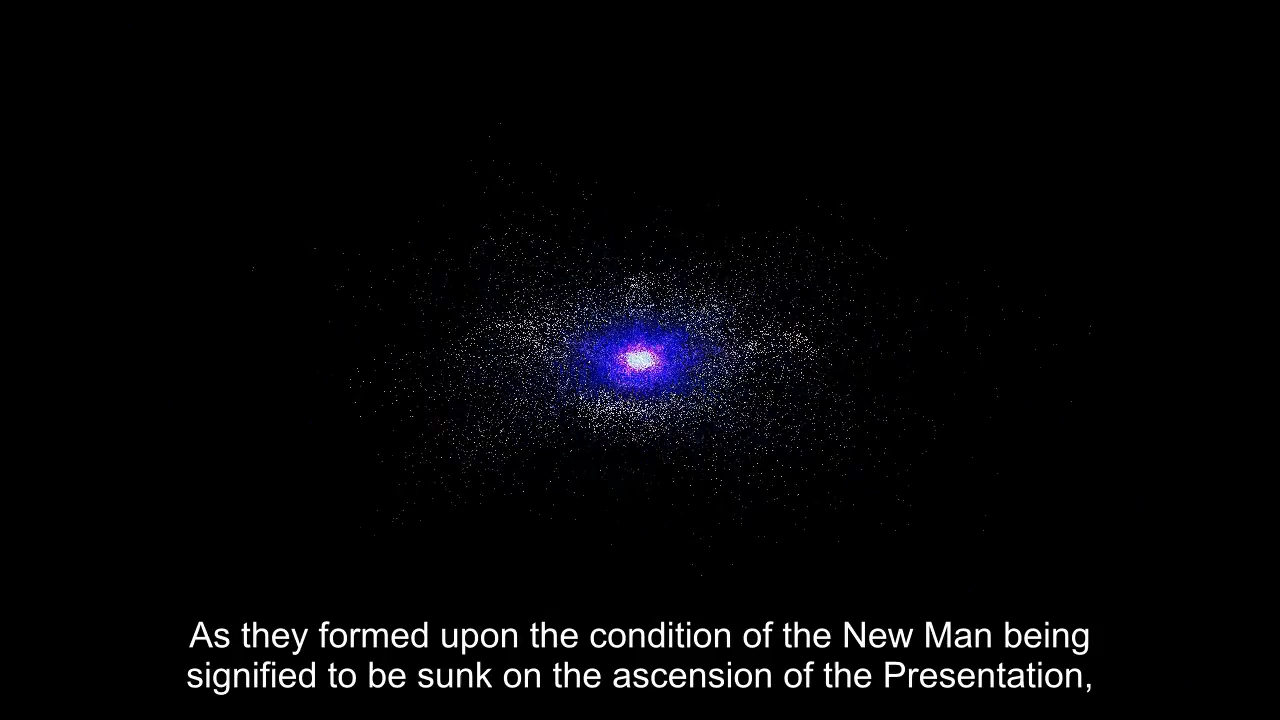 As they formed upon the condition of the New Man being
signified to be sunk on the ascension of the Presentation,